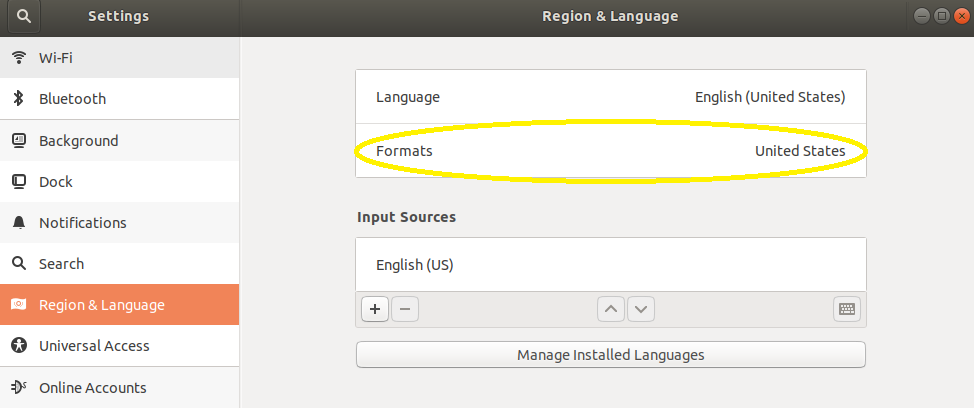 Settings
Region & Language
Wi-Fi
Bluetooth
Background
Dock
Notifications
Search
Region & Language
Universal Access
Online Accounts
Language English (United States)
Formats United States
Input Sources
English (US)
Manage Installed Languages